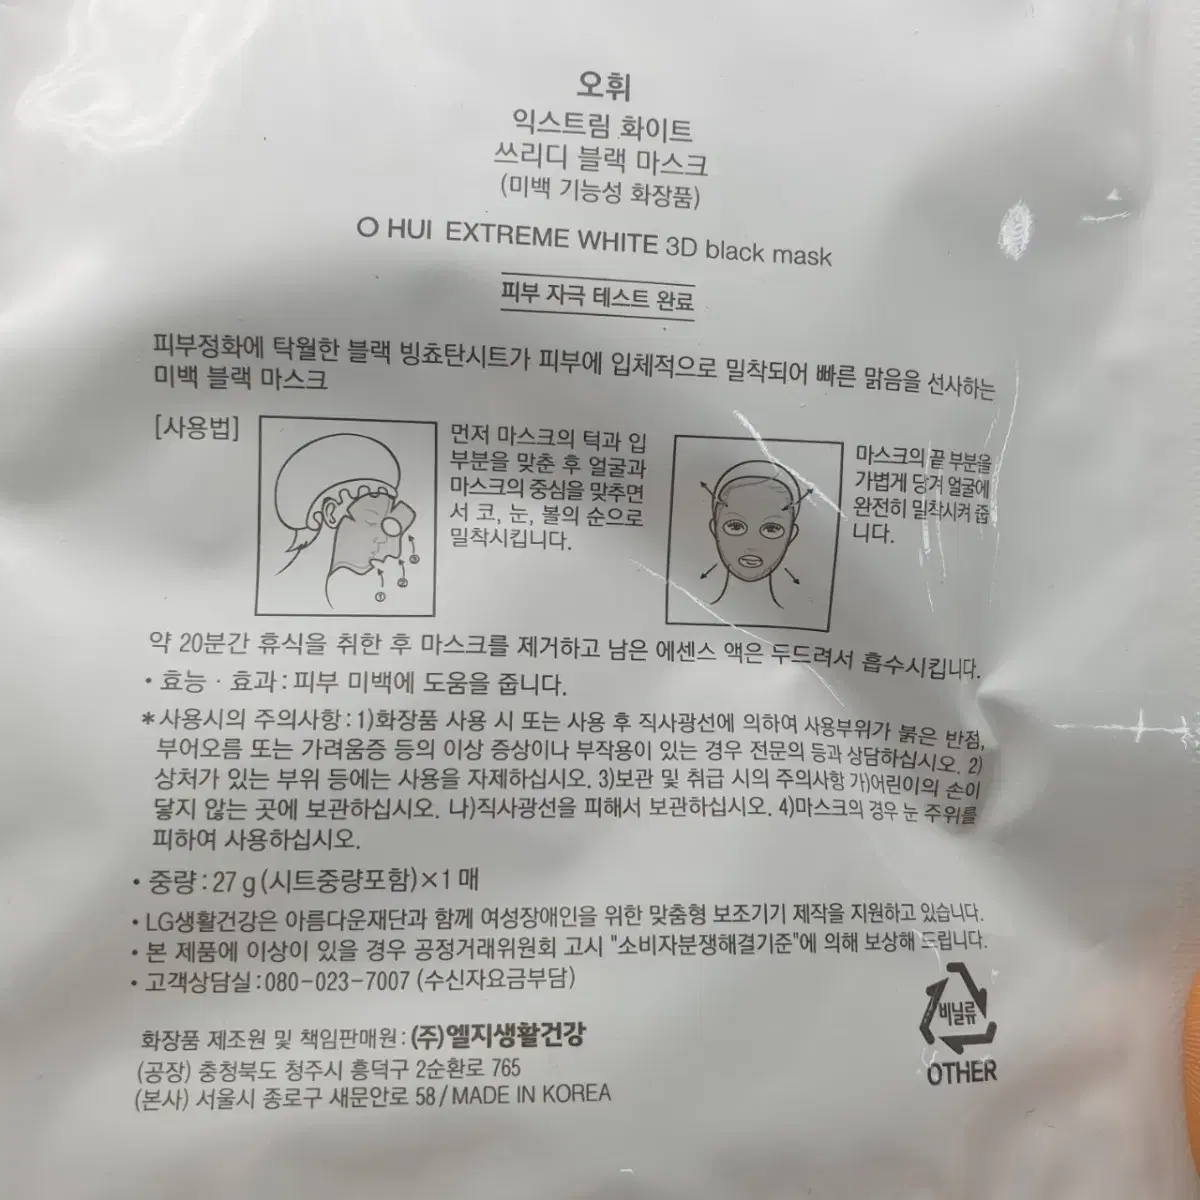 오휘
익스트림 화이트
쓰리디 블랙 마스크
(미백 기능성 화장품)
O HUI EXTREME WHITE 3D black mask
피부 자극 테스트 완료
피부정화에 탁월한 블랙 빙쵸탄시트가 피부에 입체적으로 밀착되어 빠른 맑음을 선사하는
미백 블랙 마스크
[사용법]
먼저 마스크의 턱과 입
부분을 맞춘 후 얼굴과
마스크의 중심을 맞추면
서 코, 눈, 볼의 순으로
밀착시킵니다.
①
②
③
마스크의 끝 부분을
가볍게 당겨 얼굴에
완전히 밀착시켜 줍
니다.
약 20분간 휴식을 취한 후 마스크를 제거하고 남은 에센스 액은 두드려서 흡수시킵니다.
• 효능 · 효과 : 피부 미백에 도움을 줍니다.
* 사용시의 주의사항 : 1)화장품 사용 시 또는 사용 후 직사광선에 의하여 사용부위가 붉은 반점,
부어오름 또는 가려움증 등의 이상 증상이나 부작용이 있는 경우 전문의 등과 상담하십시오. 2)
상처가 있는 부위 등에는 사용을 자제하십시오. 3)보관 및 취급 시의 주의사항 가)어린이의 손이
닿지 않는 곳에 보관하십시오. 나)직사광선을 피해서 보관하십시오. 4)마스크의 경우 눈 주위를
피하여 사용하십시오.
• 중량 : 27 g (시트중량포함)×1 매
• LG생활건강은 아름다운재단과 함께 여성장애인을 위한 맞춤형 보조기기 제작을 지원하고 있습니다.
• 본 제품에 이상이 있을 경우 공정거래위원회 고시 "소비자분쟁해결기준"에 의해 보상해 드립니다.
• 고객상담실 : 080-023-7007 (수신자요금부담)
비닐류
OTHER
화장품 제조원 및 책임판매원 : (주)엘지생활건강
(공장) 충청북도 청주시 흥덕구 2순환로 765
(본사) 서울시 종로구 새문안로 58 / MADE IN KOREA